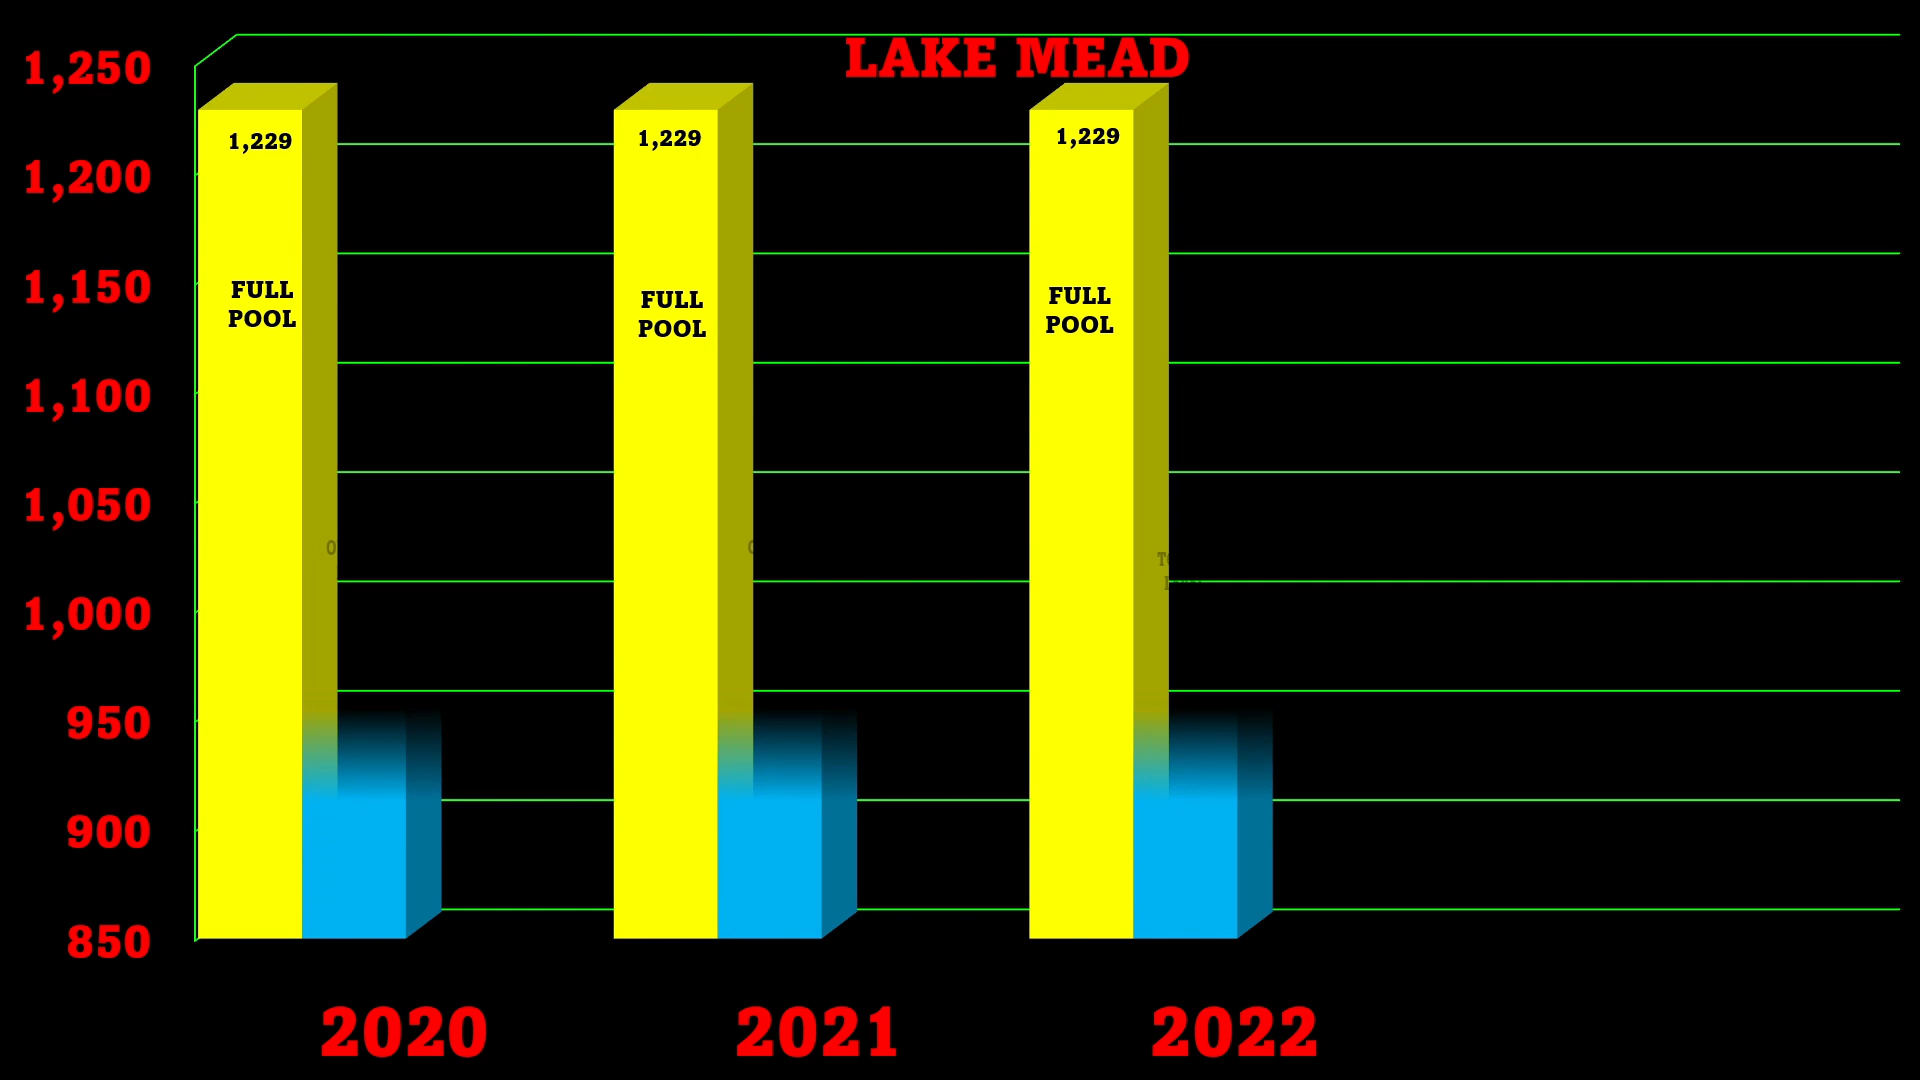 LAKE MEAD
1,250
1,200
1,150
1,100
1,050
1,000
950
900
850
1,229
FULL
POOL
1,229
FULL
POOL
1,229
FULL
POOL
2020
2021
2022